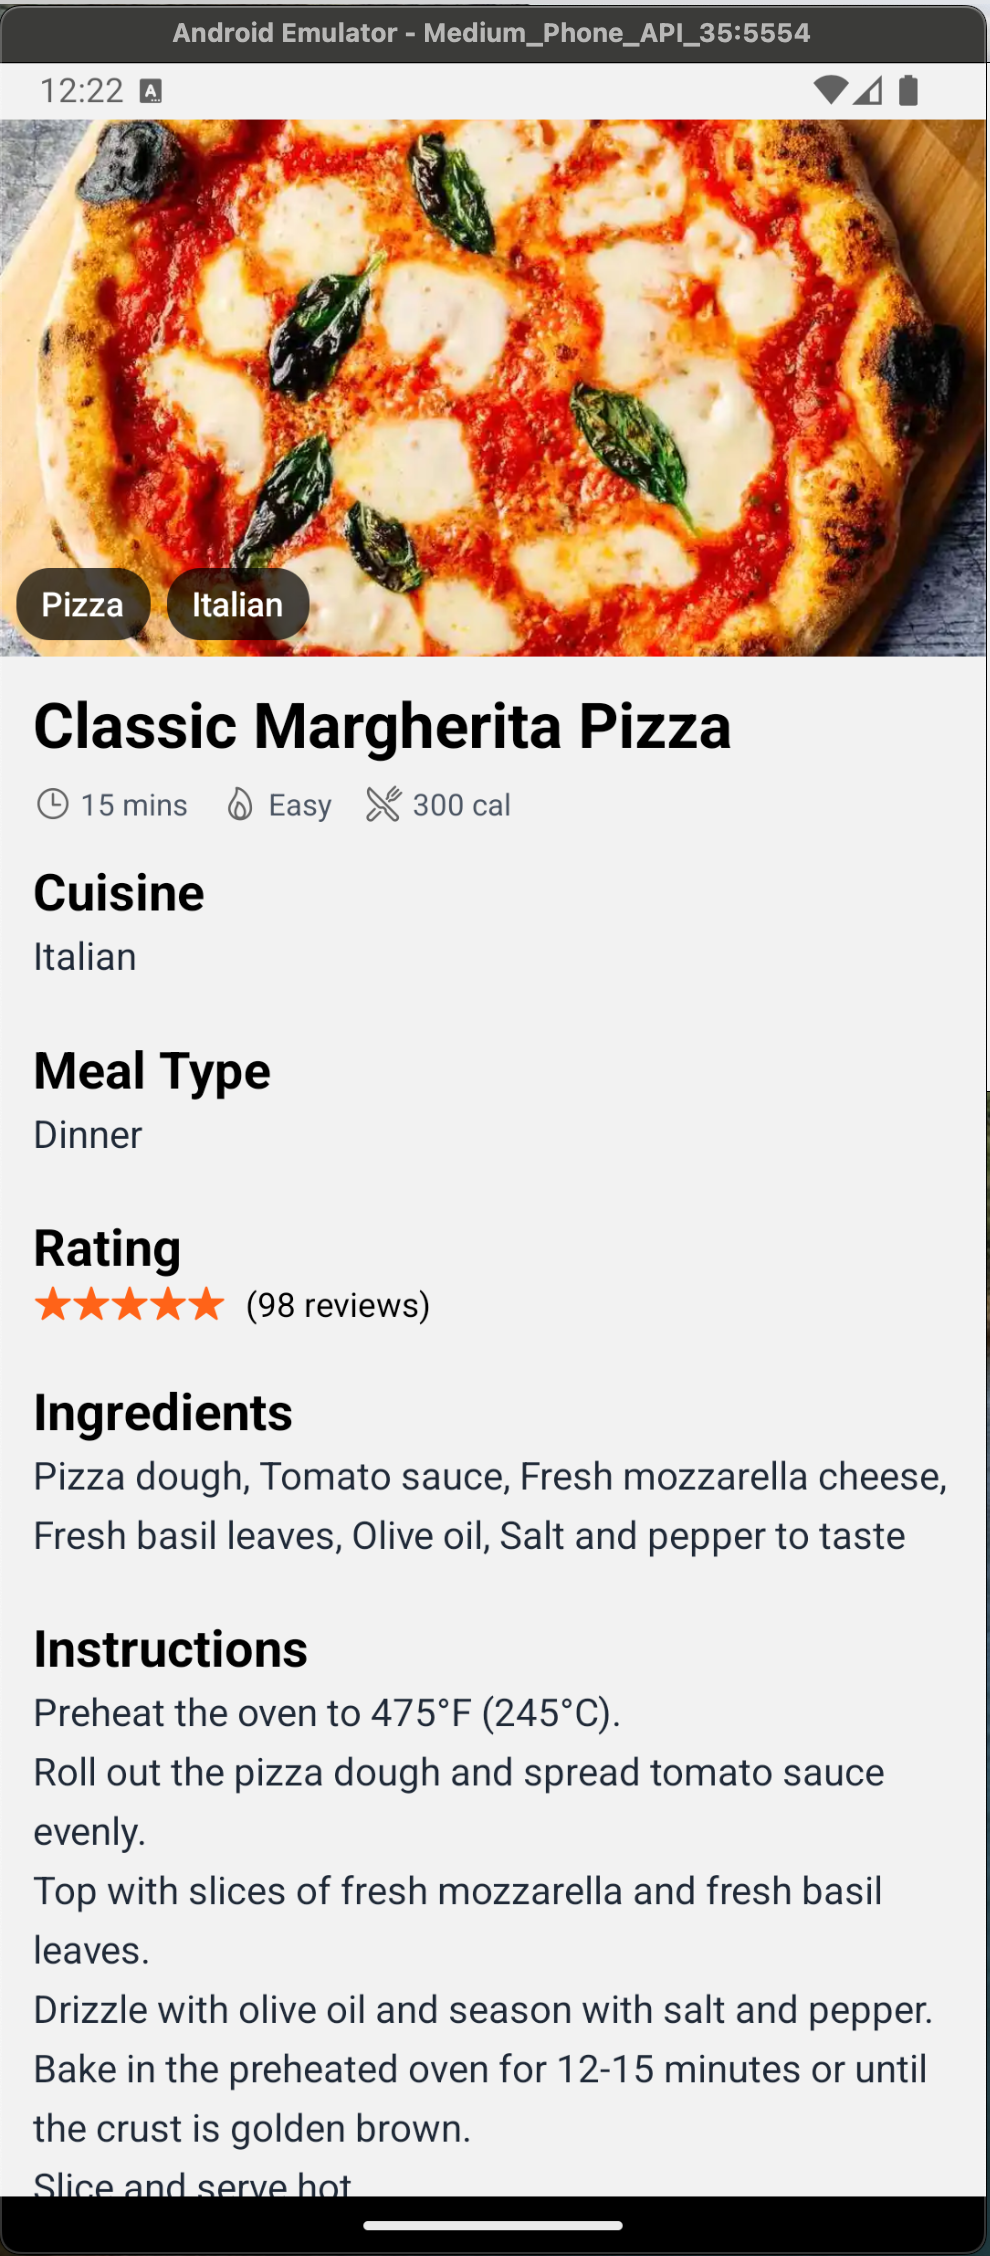 Android Emulator - Medium_Phone_API_35:5554
12:22 A
Pizza Italian
Classic Margherita Pizza
15 mins Easy 300 cal
Cuisine
Italian
Meal Type
Dinner
Rating
(98 reviews)
Ingredients
Pizza dough, Tomato sauce, Fresh mozzarella cheese,
Fresh basil leaves, Olive oil, Salt and pepper to taste
Instructions
Preheat the oven to 475°F (245°C).
Roll out the pizza dough and spread tomato sauce
evenly.
Top with slices of fresh mozzarella and fresh basil
leaves.
Drizzle with olive oil and season with salt and pepper.
Bake in the preheated oven for 12-15 minutes or until
the crust is golden brown.
Slice and serve hot